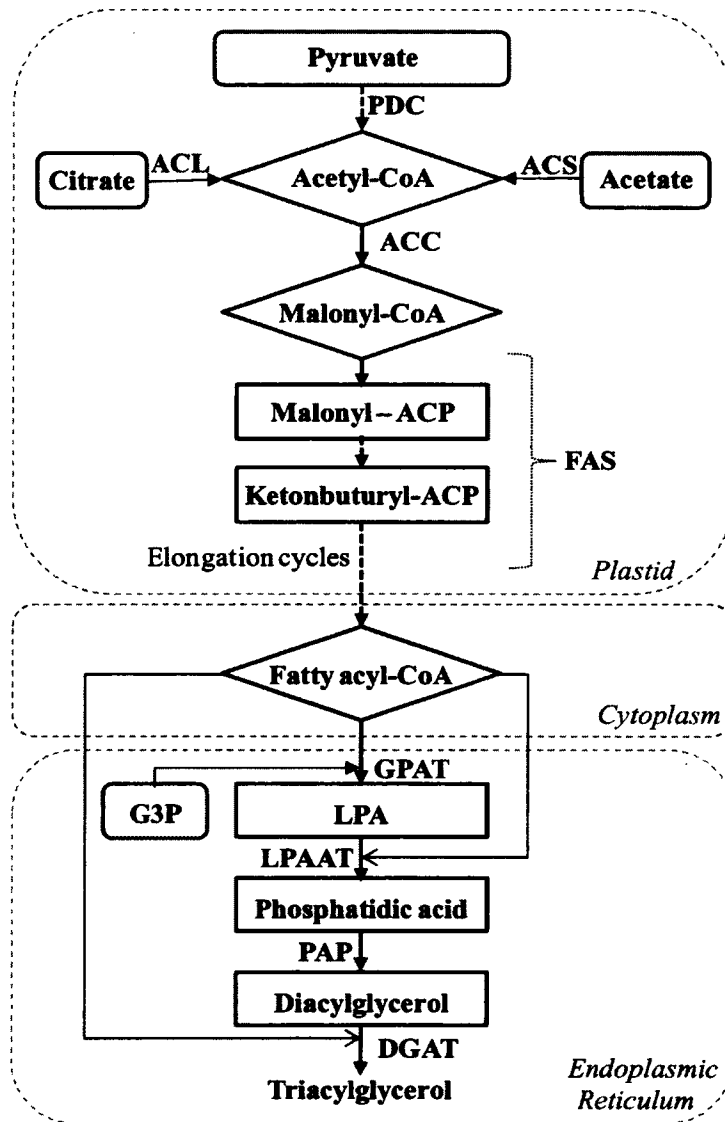 Pyruvate
PDC
Citrate
ACL
Acetyl-CoA
ACS
Acetate
ACC
Malonyl-CoA
Malonyl – ACP
FAS
Ketonbuturyl-ACP
Elongation cycles
Plastid
Fatty acyl-CoA
Cytoplasm
GPAT
G3P
LPA
LPAAT
Phosphatidic acid
PAP
Diacylglycerol
DGAT
Triacylglycerol
Endoplasmic
Reticulum